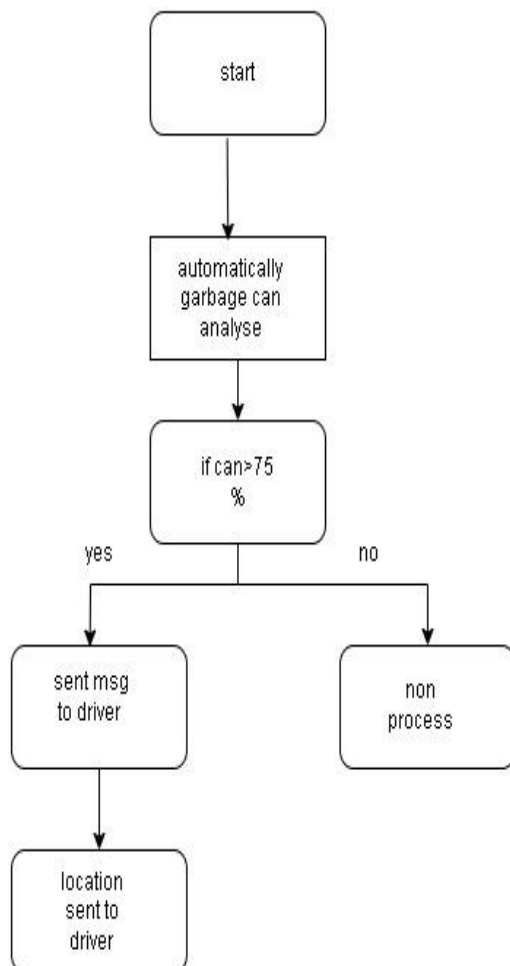 start
automatically
garbage can
analyse
if can>75
%
yes
no
sent msg
to driver
non
process
location
sent to
driver